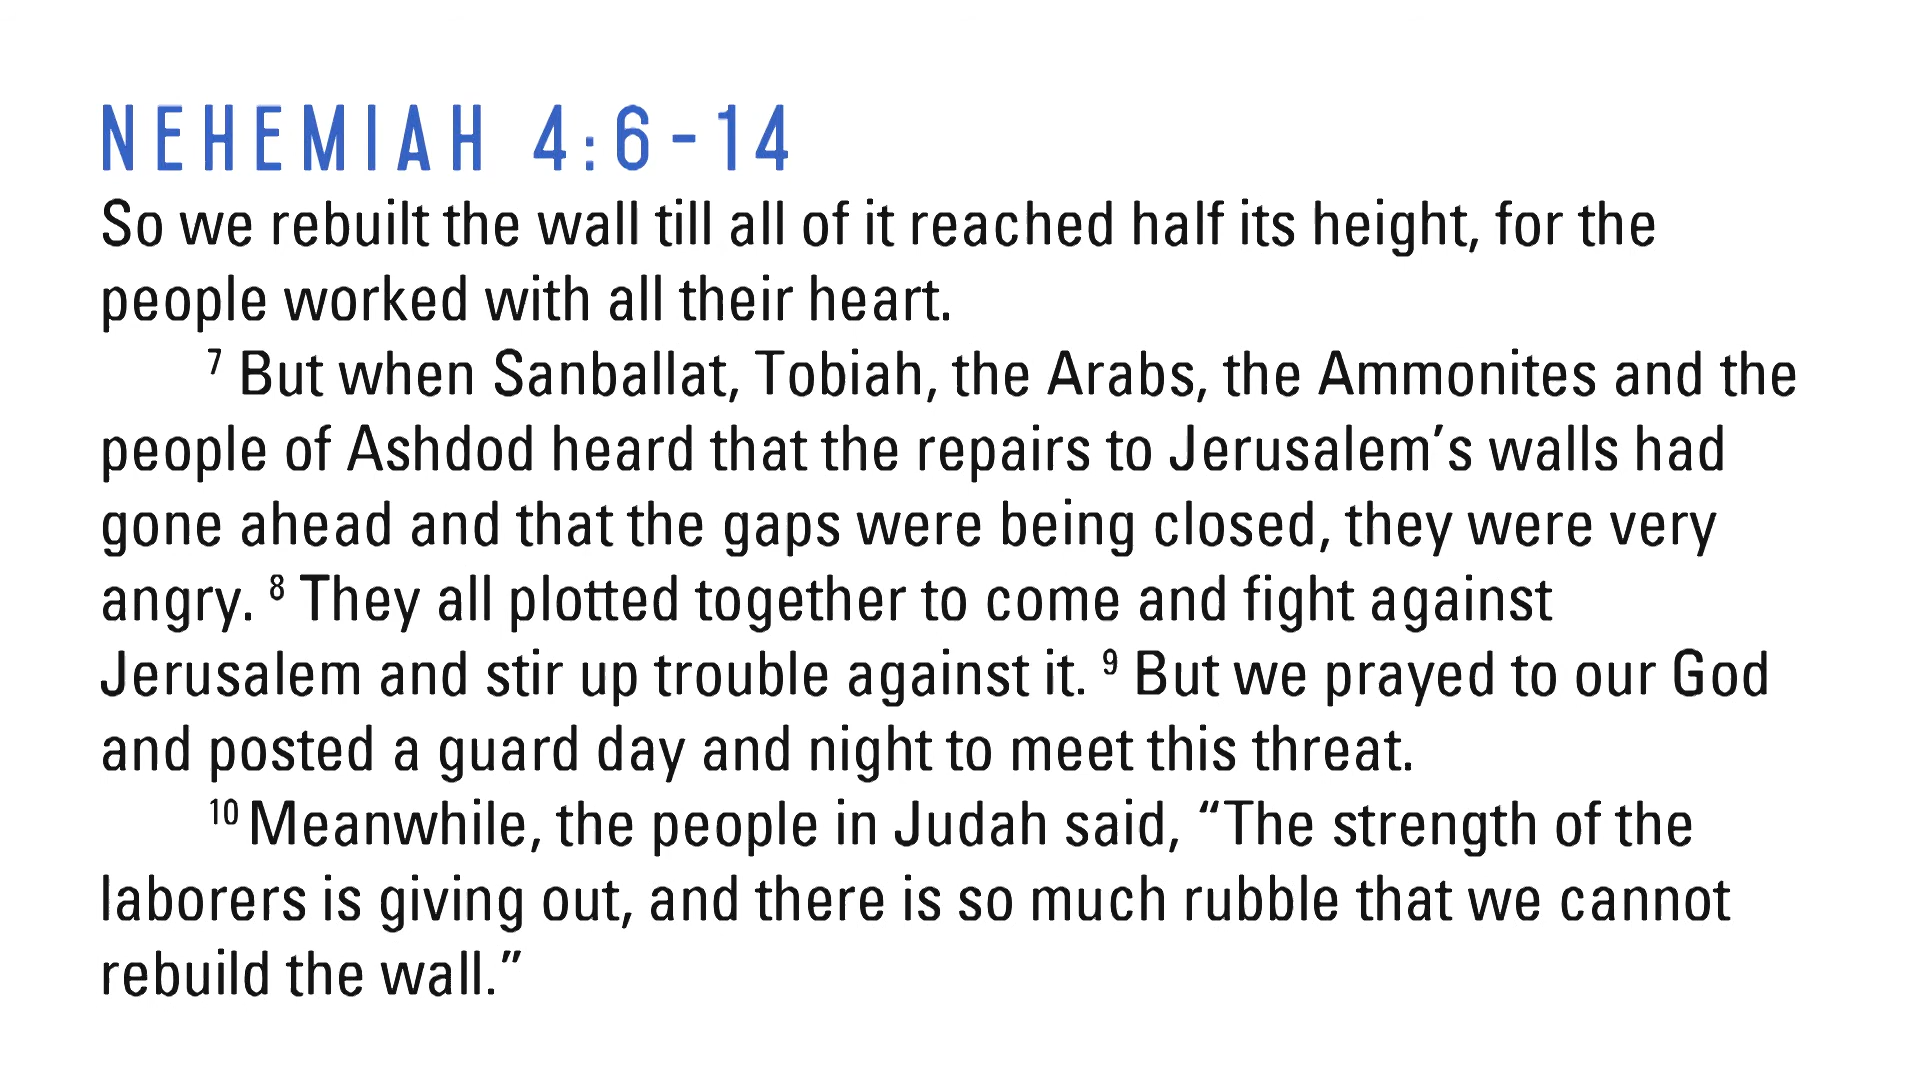 NEHEMIAH 4:6-14
So we rebuilt the wall till all of it reached half its height, for the
people worked with all their heart.
7 But when Sanballat, Tobiah, the Arabs, the Ammonites and the
people of Ashdod heard that the repairs to Jerusalem’s walls had
gone ahead and that the gaps were being closed, they were very
angry. 8 They all plotted together to come and fight against
Jerusalem and stir up trouble against it. 9 But we prayed to our God
and posted a guard day and night to meet this threat.
10 Meanwhile, the people in Judah said, “The strength of the
laborers is giving out, and there is so much rubble that we cannot
rebuild the wall.”